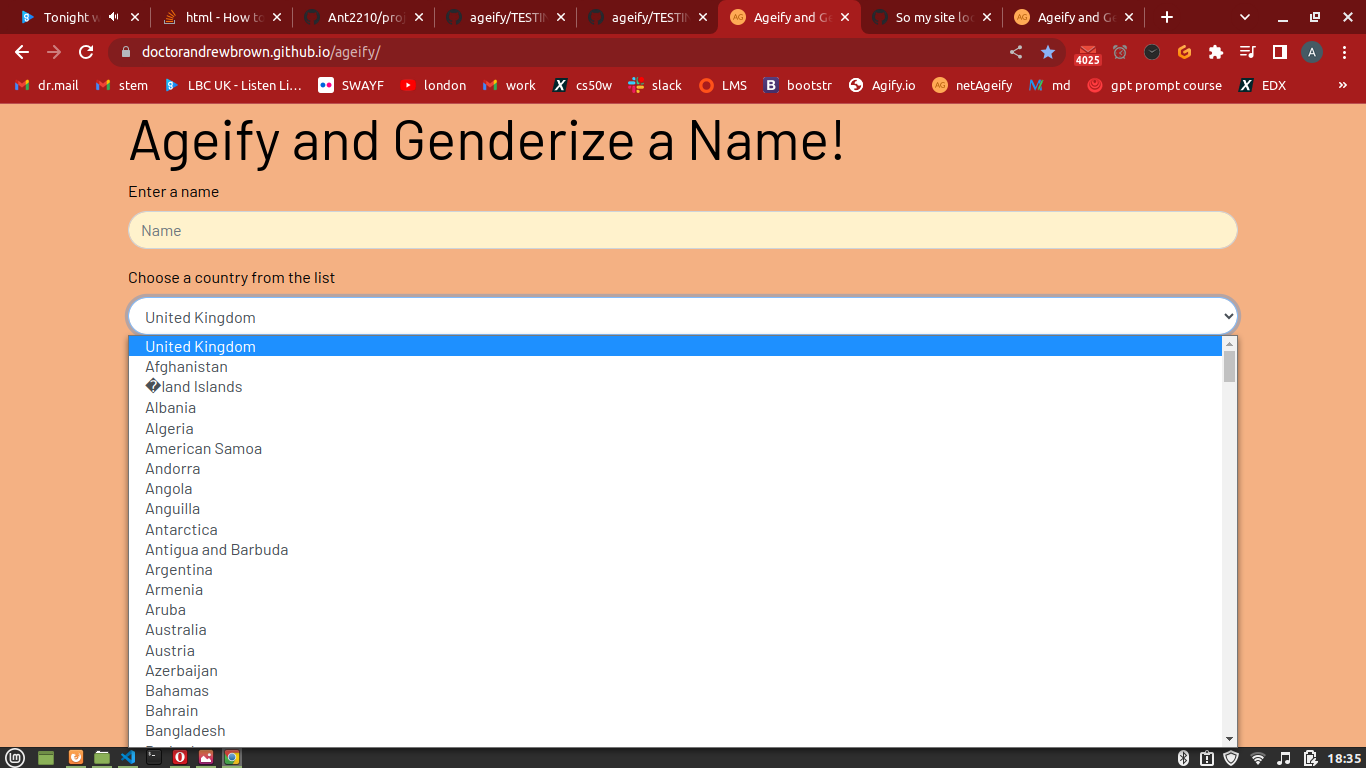 Tonight w
html - How to
Ant2210/proj
ageify/TESTIN
ageify/TESTIN
AG Ageify and Ge
So my site loo
AG Ageify and Ge
doctorandrewbrown.github.io/ageify/
4025
A
dr.mail
stem
LBC UK - Listen Li…
SWAYF
london
work
X cs50w
slack
LMS
B bootstr
Agify.io
AG netAgeify
md
gpt prompt course
X EDX
»
Ageify and Genderize a Name!
Enter a name
Name
Choose a country from the list
United Kingdom
United Kingdom
Afghanistan
�land Islands
Albania
Algeria
American Samoa
Andorra
Angola
Anguilla
Antarctica
Antigua and Barbuda
Argentina
Armenia
Aruba
Australia
Austria
Azerbaijan
Bahamas
Bahrain
Bangladesh
18:35